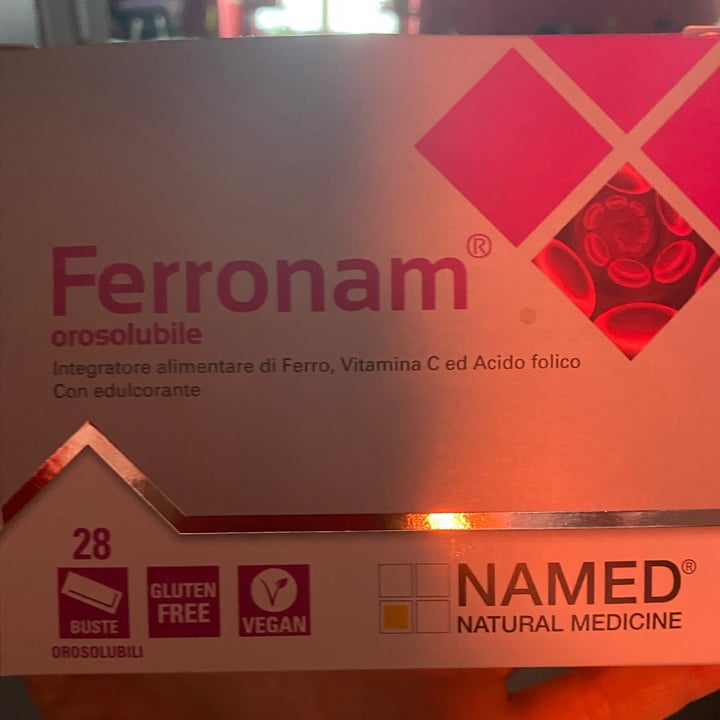 Ferronam®
orosolubile
Integratore alimentare di Ferro, Vitamina C ed Acido folico
Con edulcorante
28
BUSTE
OROSOLUBILI
GLUTEN
FREE
VEGAN
NAMED®
NATURAL MEDICINE